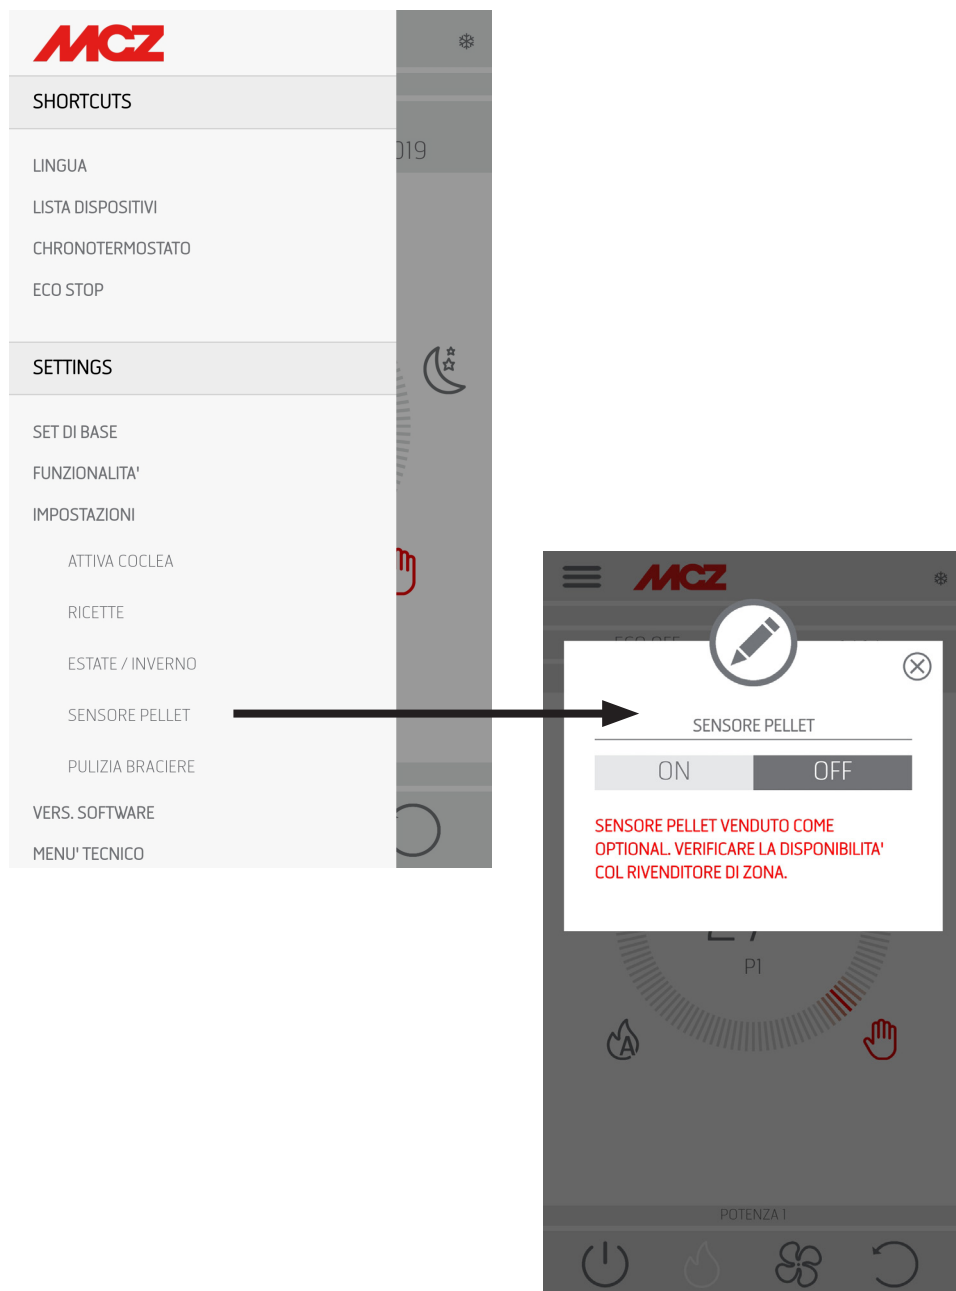 MCZ
SHORTCUTS
019
LINGUA
LISTA DISPOSITIVI
CHRONOTERMOSTATO
ECO STOP
SETTINGS
SET DI BASE
FUNZIONALITA'
IMPOSTAZIONI
ATTIVA COCLEA
RICETTE
ESTATE / INVERNO
SENSORE PELLET
PULIZIA BRACIERE
VERS. SOFTWARE
MENU' TECNICO
MCZ
SENSORE PELLET
ON OFF
SENSORE PELLET VENDUTO COME
OPTIONAL. VERIFICARE LA DISPONIBILITA'
COL RIVENDITORE DI ZONA.
P1
A
POTENZA 1